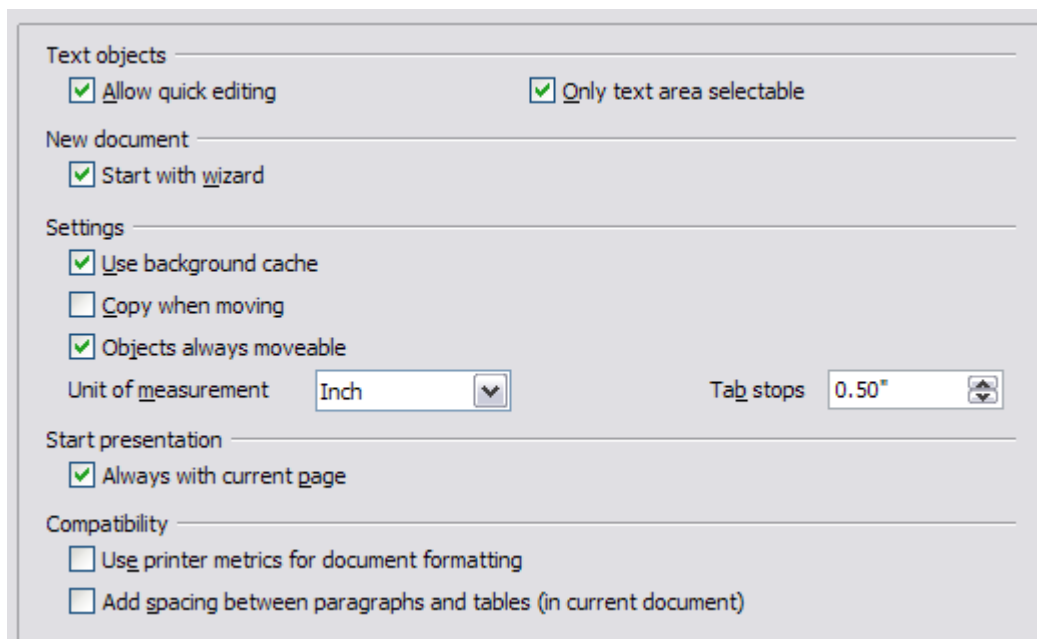 Text objects
Allow quick editing Only text area selectable
New document
Start with wizard
Settings
Use background cache
Copy when moving
Objects always moveable
Unit of measurement Inch Tab stops 0.50"
Start presentation
Always with current page
Compatibility
Use printer metrics for document formatting
Add spacing between paragraphs and tables (in current document)